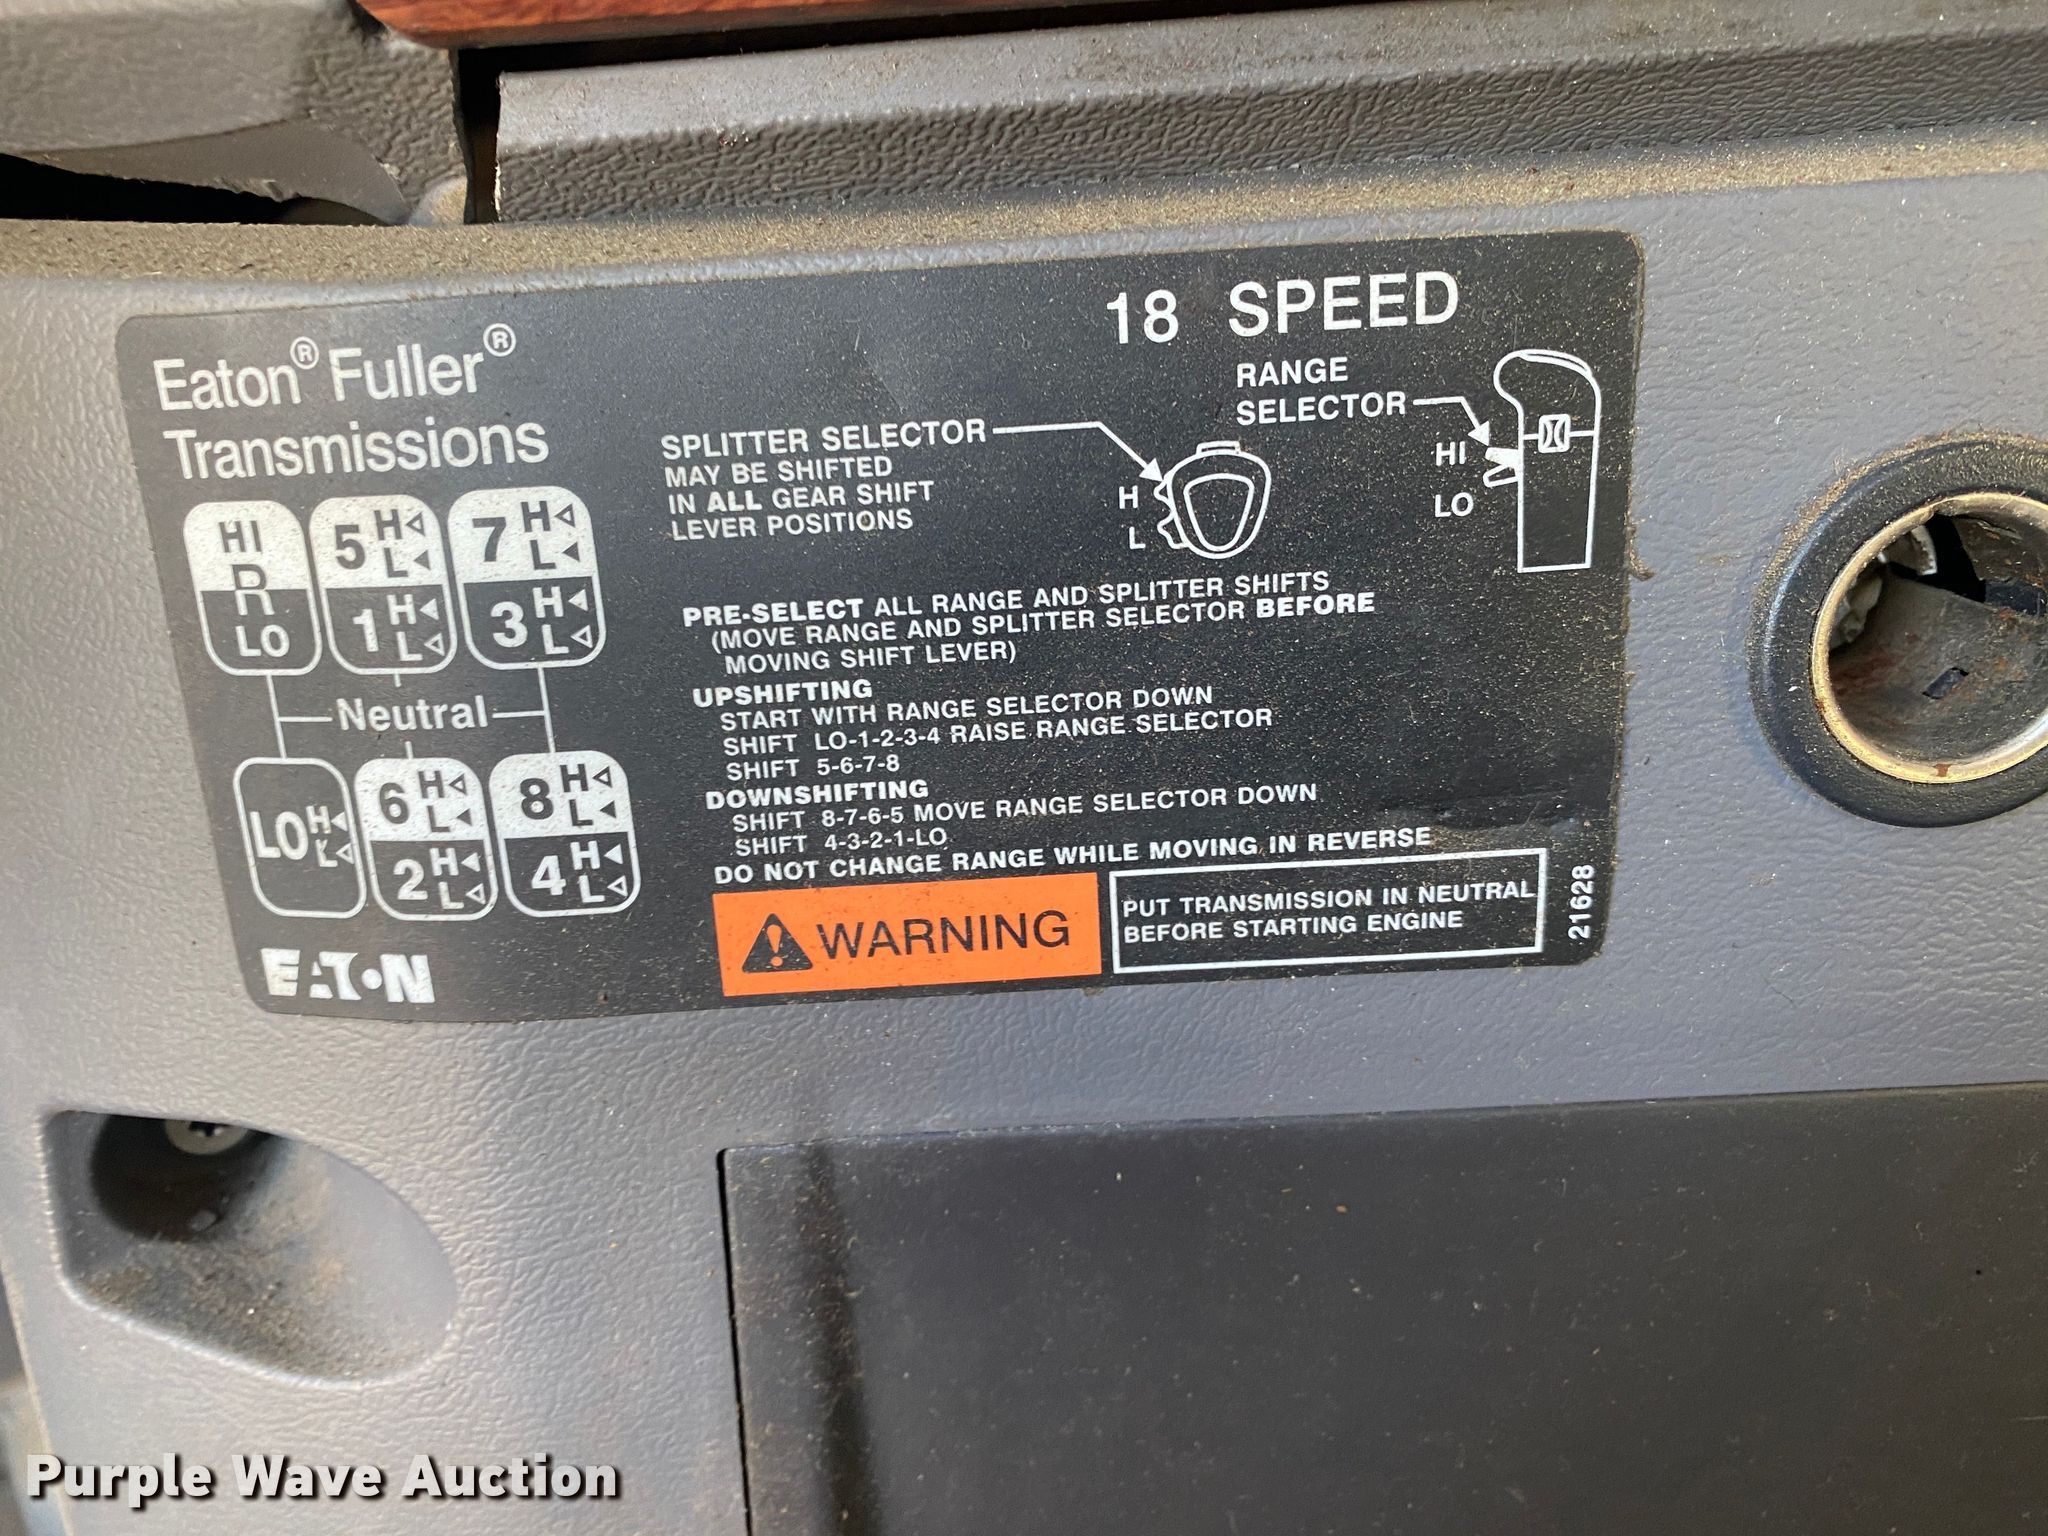 18 SPEED
Eaton® Fuller®
Transmissions
RANGE
SELECTOR
HI
LO
SPLITTER SELECTOR
MAY BE SHIFTED
IN ALL GEAR SHIFT
LEVER POSITIONS
H
L
HI
R
LO
5 H L
1 H L
7 H L
3 H L
Neutral
LO H L
6 H L
2 H L
8 H L
4 H L
PRE-SELECT ALL RANGE AND SPLITTER SHIFTS
(MOVE RANGE AND SPLITTER SELECTOR BEFORE
MOVING SHIFT LEVER)
UPSHIFTING
START WITH RANGE SELECTOR DOWN
SHIFT LO-1-2-3-4 RAISE RANGE SELECTOR
SHIFT 5-6-7-8
DOWNSHIFTING
SHIFT 8-7-6-5 MOVE RANGE SELECTOR DOWN
SHIFT 4-3-2-1-LO
DO NOT CHANGE RANGE WHILE MOVING IN REVERSE
WARNING
PUT TRANSMISSION IN NEUTRAL
BEFORE STARTING ENGINE
21628
EATON
Purple Wave Auction